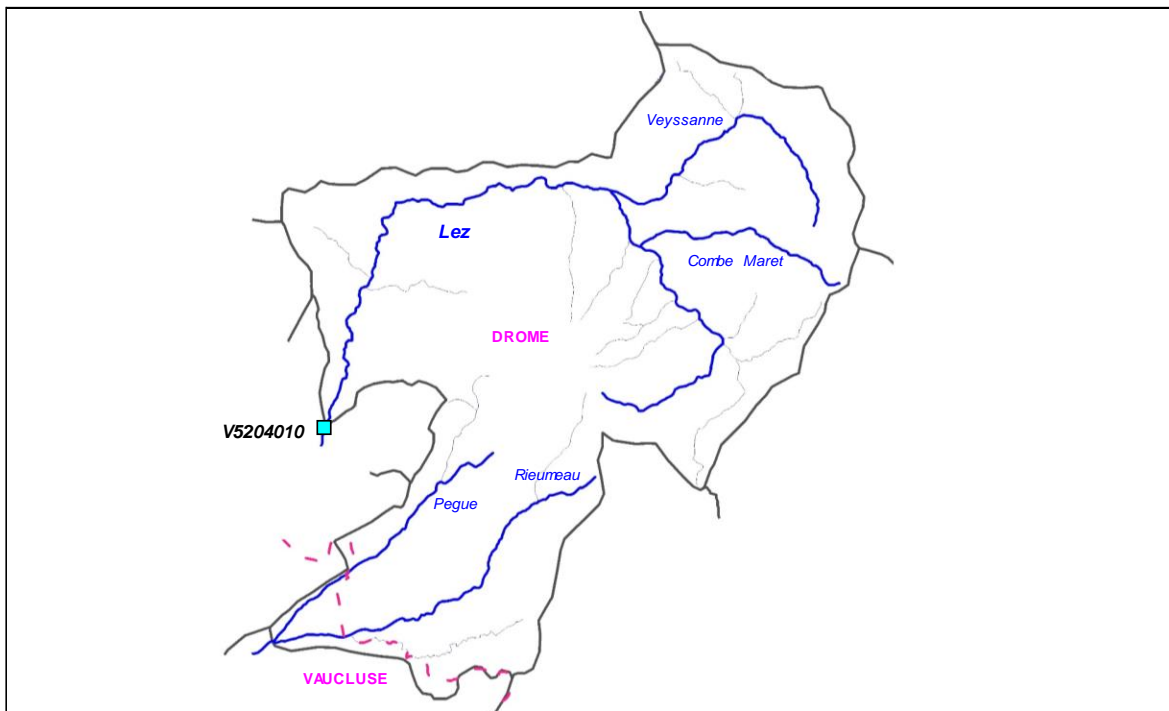 Veyssanne
Lez
Combe Maret
DROME
V5204010
Rieumeau
Pegue
VAUCLUSE